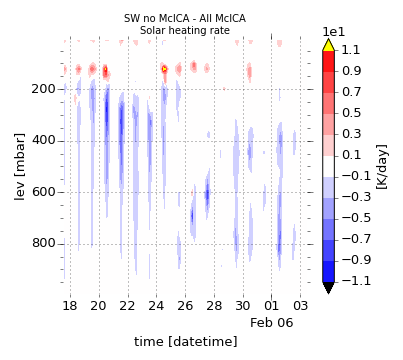 SW no McICA - All McICA
Solar heating rate
1e1
1.1
0.9
0.7
0.5
0.3
0.1
−0.1
−0.3
−0.5
−0.7
−0.9
−1.1
[K/day]
lev [mbar]
200
400
600
800
18 20 22 24 26 28 30 01 03
Feb 06
time [datetime]